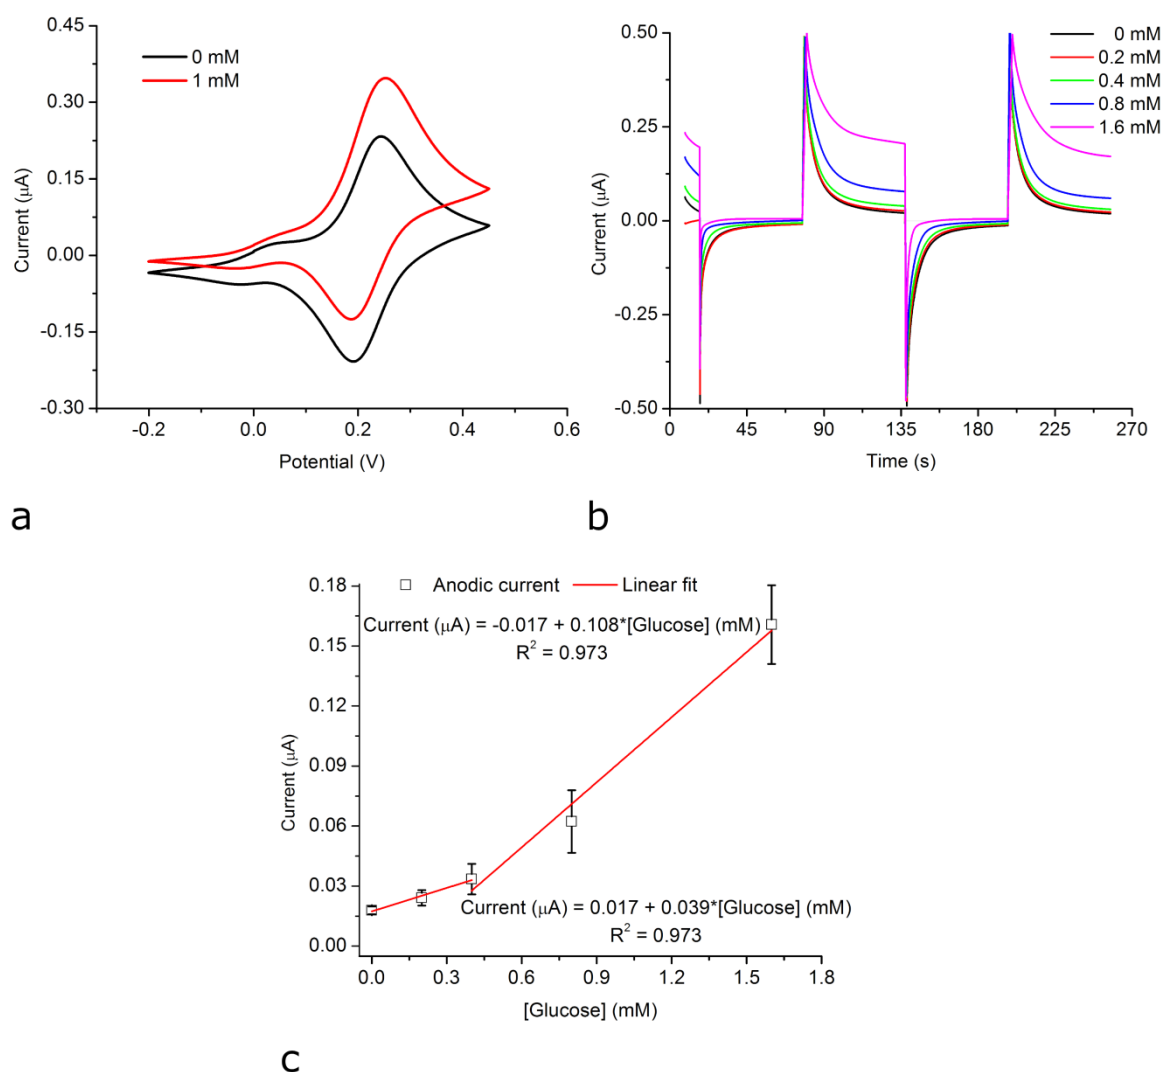 0.45
0.30
0.15
0.00
-0.15
-0.30
Current (μA)
0 mM
1 mM
-0.2
0.0
0.2
0.4
0.6
Potential (V)
a
0.50
0.25
0.00
-0.25
-0.50
Current (μA)
0 mM
0.2 mM
0.4 mM
0.8 mM
1.6 mM
0
45
90
135
180
225
270
Time (s)
b
0.18
0.15
0.12
0.09
0.06
0.03
0.00
Current (μA)
Anodic current
Linear fit
Current (μA) = -0.017 + 0.108*[Glucose] (mM)
R² = 0.973
Current (μA) = 0.017 + 0.039*[Glucose] (mM)
R² = 0.973
0.0
0.3
0.6
0.9
1.2
1.5
1.8
[Glucose] (mM)
c